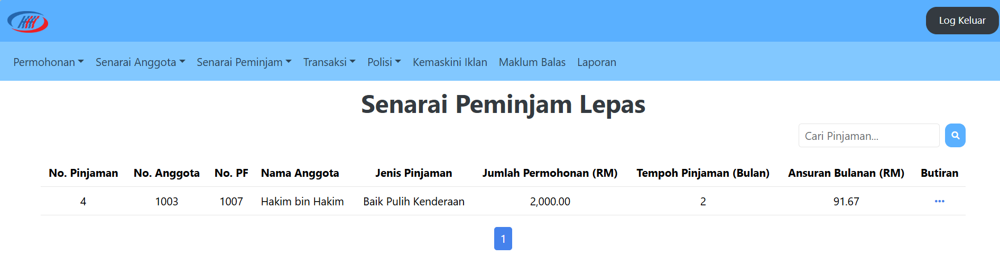 Log Keluar
Permohonan Senarai Anggota Senarai Peminjam Transaksi Polisi Kemaskini Iklan Maklum Balas Laporan
Senarai Peminjam Lepas
Cari Pinjaman...
No. Pinjaman No. Anggota No. PF Nama Anggota Jenis Pinjaman Jumlah Permohonan (RM) Tempoh Pinjaman (Bulan) Ansuran Bulanan (RM) Butiran
4 1003 1007 Hakim bin Hakim Baik Pulih Kenderaan 2,000.00 2 91.67 •••
1